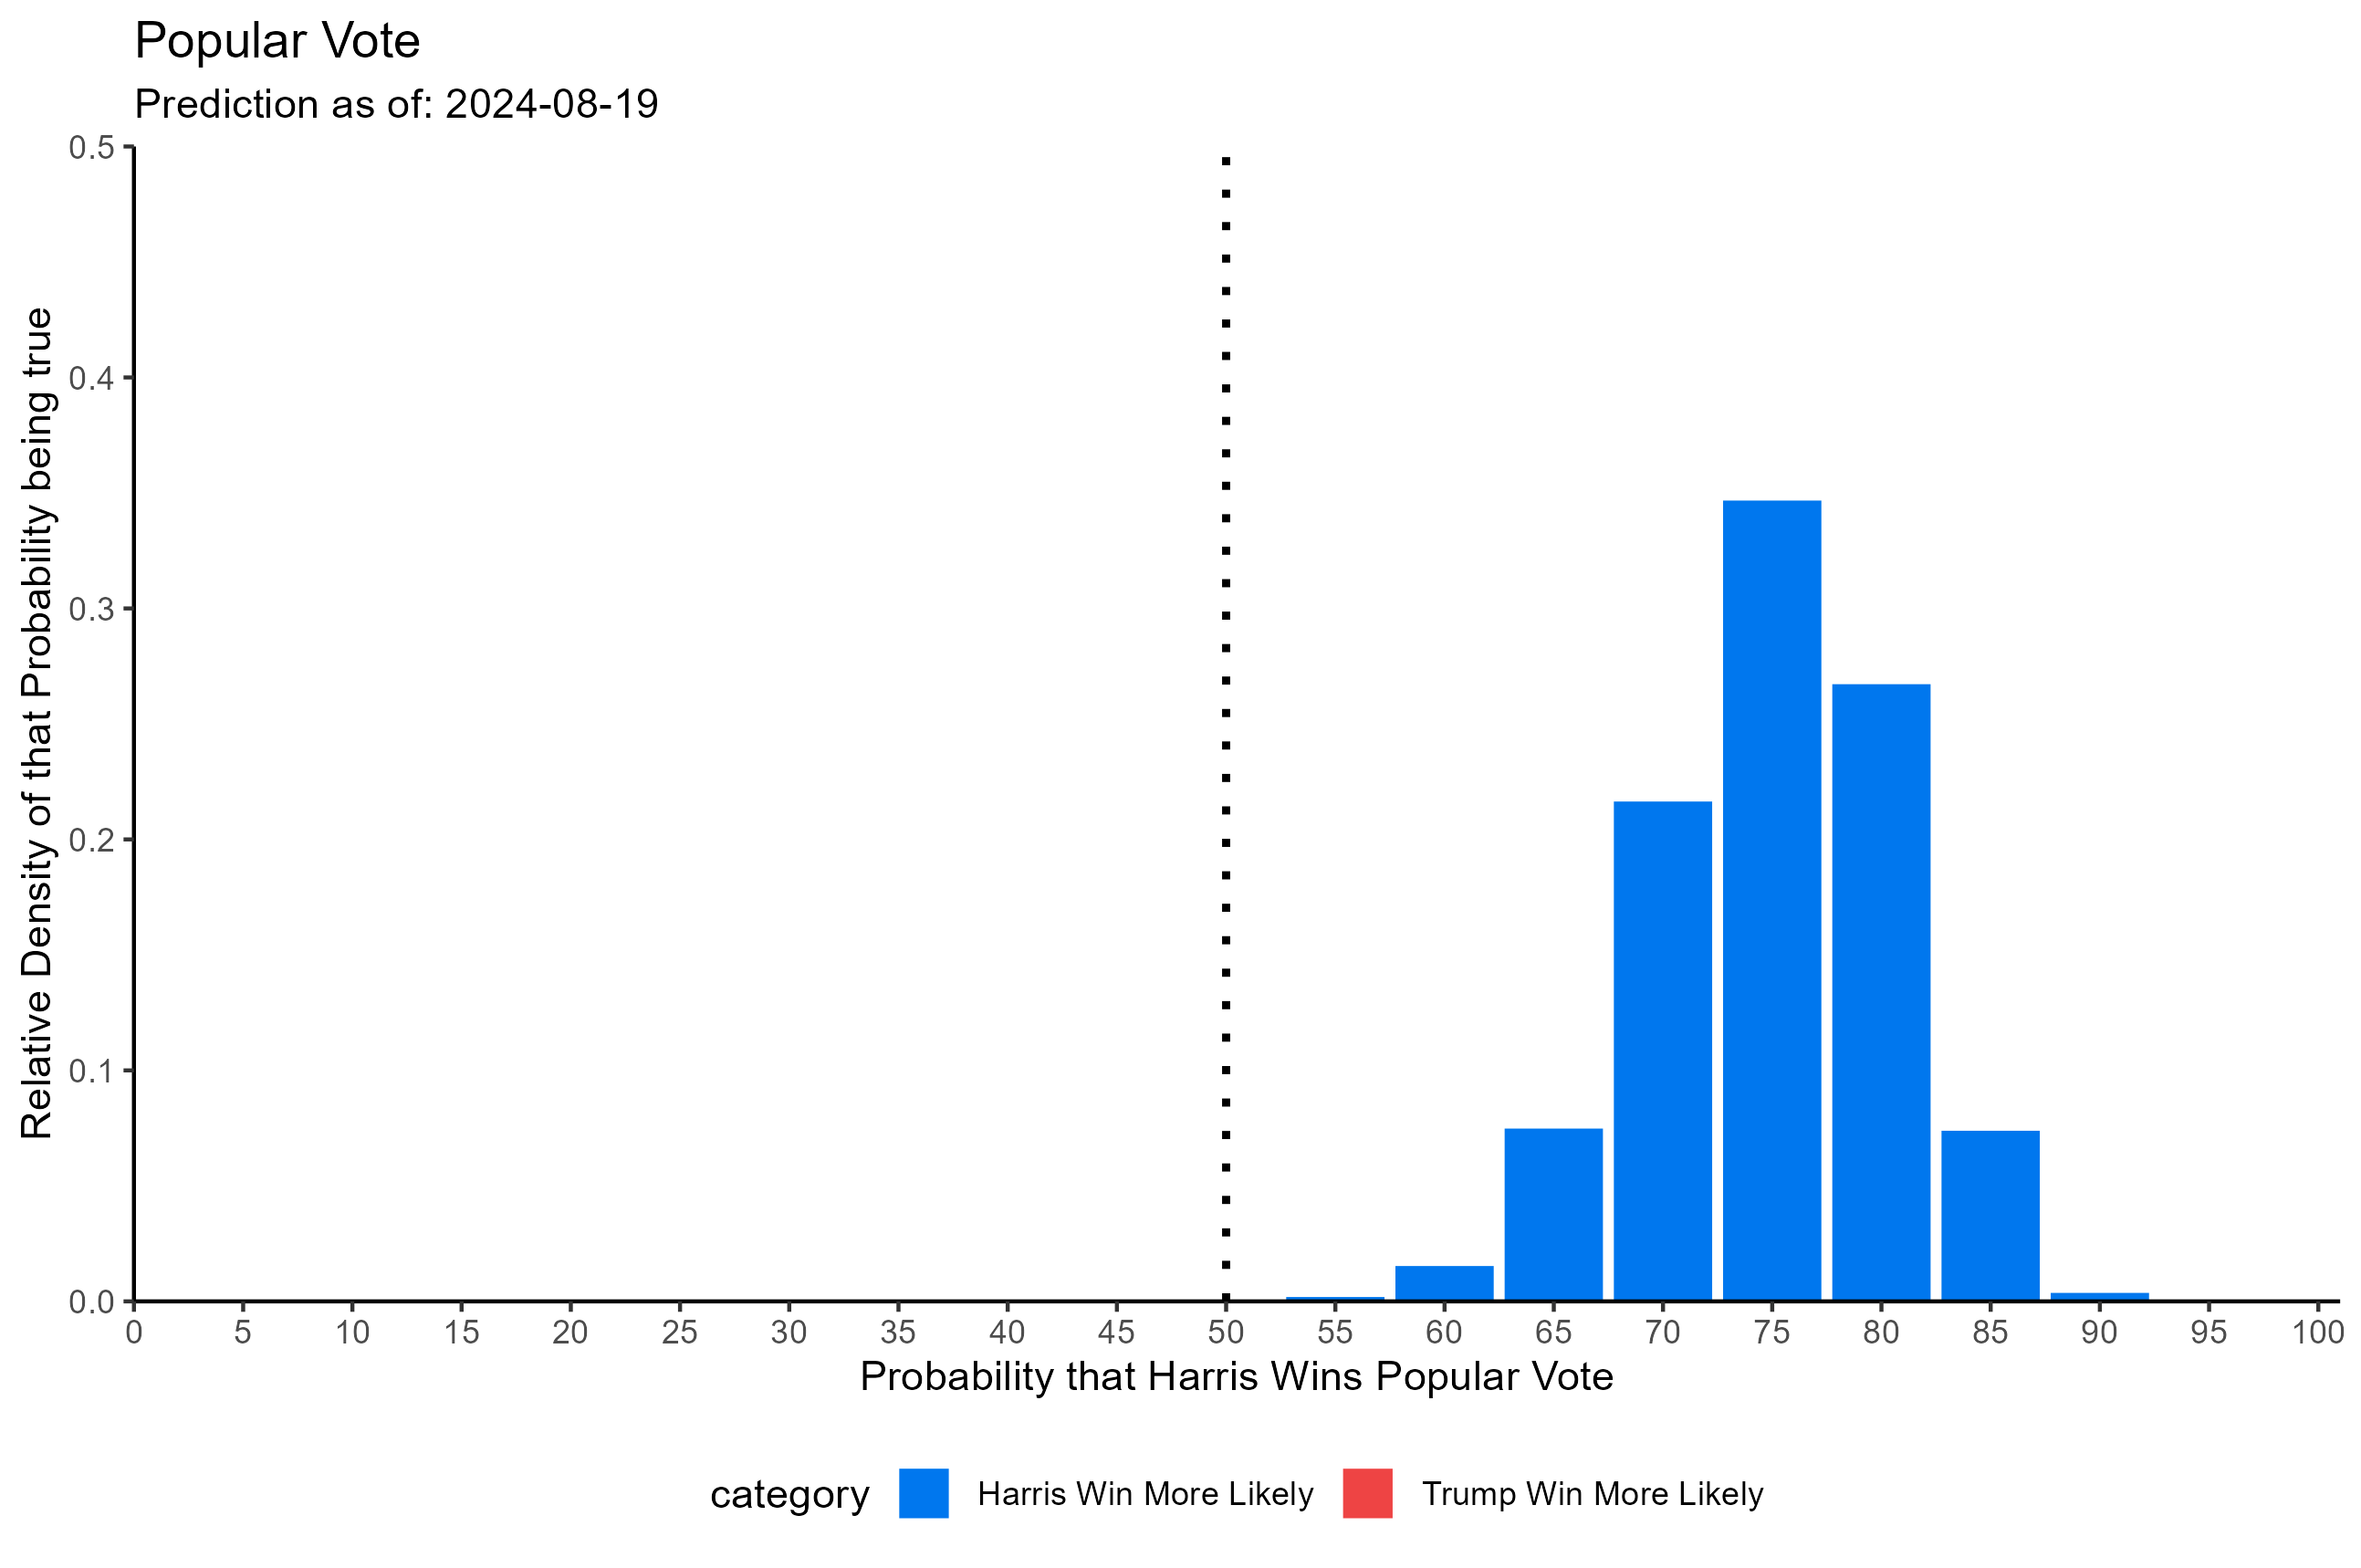 Popular Vote
Prediction as of: 2024-08-19
Relative Density of that Probability being true
0.5
0.4
0.3
0.2
0.1
0.0
0 5 10 15 20 25 30 35 40 45 50 55 60 65 70 75 80 85 90 95 100
Probability that Harris Wins Popular Vote
category Harris Win More Likely Trump Win More Likely